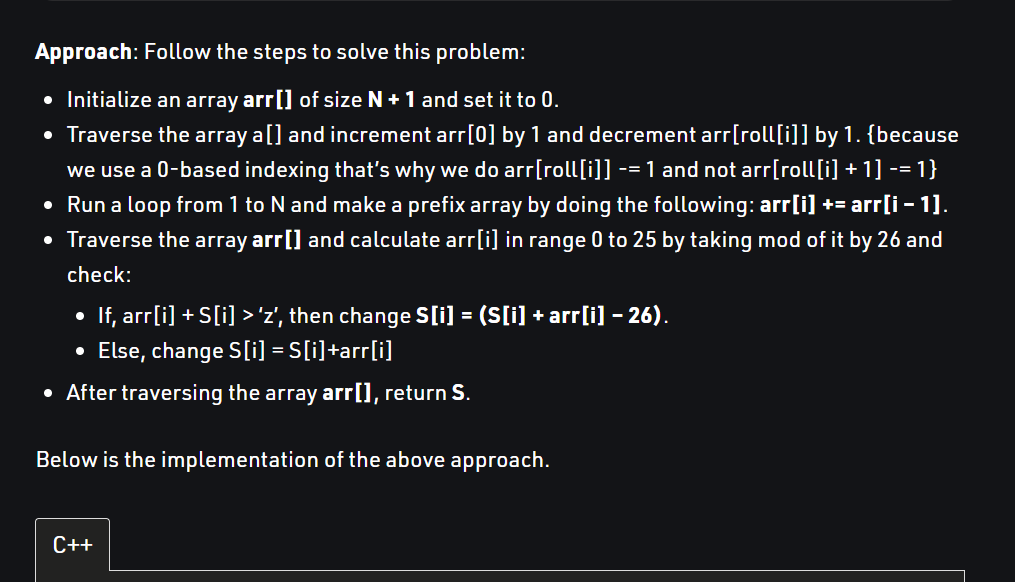 Approach: Follow the steps to solve this problem:
• Initialize an array arr[] of size N + 1 and set it to 0.
• Traverse the array a[] and increment arr[0] by 1 and decrement arr[roll[i]] by 1. {because
we use a 0-based indexing that's why we do arr[roll[i]] -= 1 and not arr[roll[i] + 1] -= 1}
• Run a loop from 1 to N and make a prefix array by doing the following: arr[i] += arr[i – 1].
• Traverse the array arr[] and calculate arr[i] in range 0 to 25 by taking mod of it by 26 and
check:
• If, arr[i] + S[i] > ‘z’, then change S[i] = (S[i] + arr[i] – 26).
• Else, change S[i] = S[i]+arr[i]
• After traversing the array arr[], return S.
Below is the implementation of the above approach.
C++